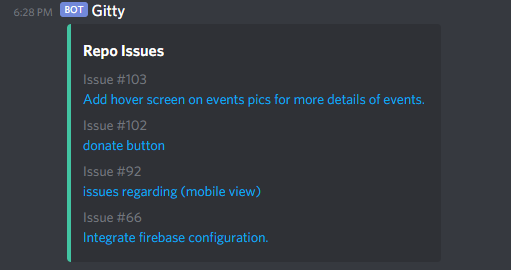 6:28 PM BOT Gitty
Repo Issues
Issue #103
Add hover screen on events pics for more details of events.
Issue #102
donate button
Issue #92
issues regarding (mobile view)
Issue #66
Integrate firebase configuration.